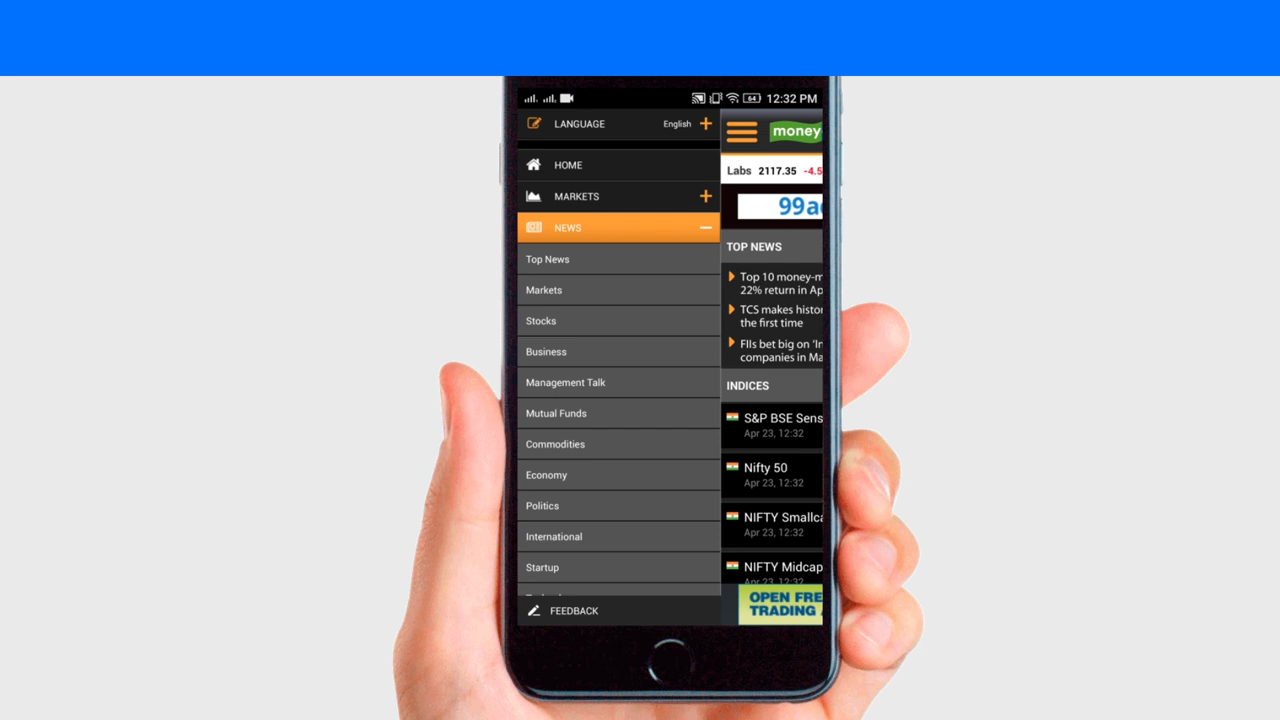 64 12:32 PM
LANGUAGE English
HOME
MARKETS
NEWS
Top News
Markets
Stocks
Business
Management Talk
Mutual Funds
Commodities
Economy
Politics
International
Startup
FEEDBACK
money
Labs 2117.35 -4.5
99a
TOP NEWS
Top 10 money-m
22% return in Ap
TCS makes histor
the first time
FIIs bet big on 'In
companies in Ma
INDICES
S&P BSE Sens
Apr 23, 12:32
Nifty 50
Apr 23, 12:32
NIFTY Smallca
Apr 23, 12:32
NIFTY Midcap
Apr 23, 12:32
OPEN FRE
TRADING